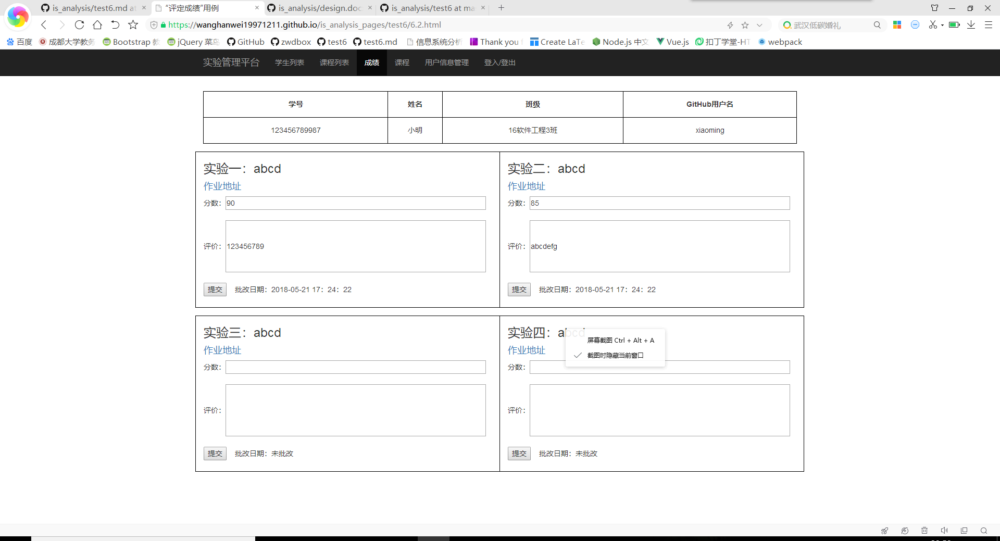 is_analysis/test6.md at
“评定成绩”用例
is_analysis/design.doc
is_analysis/test6 at ma
https://wanghanwei19971211.github.io/is_analysis_pages/test6/6.2.html
武汉低碳婚礼
百度
成都大学教务
Bootstrap 教
jQuery 菜鸟
GitHub
zwdbox
test6
test6.md
信息系统分析
Thank you f
Create LaTe
Node.js 中文
Vue.js
扣丁学堂-HT
webpack
实验管理平台
学生列表
课程列表
成绩
课程
用户信息管理
登入/登出
学号 姓名 班级 GitHub用户名
123456789987 小明 16软件工程3班 xiaoming
实验一：abcd
作业地址
分数：90
评价：123456789
提交 批改日期：2018-05-21 17：24：22
实验二：abcd
作业地址
分数：85
评价：abcdefg
提交 批改日期：2018-05-21 17：24：22
实验三：abcd
作业地址
分数：
评价：
提交 批改日期：未批改
实验四：abcd
作业地址
分数：
评价：
提交 批改日期：未批改
屏幕截图 Ctrl + Alt + A
截图时隐藏当前窗口